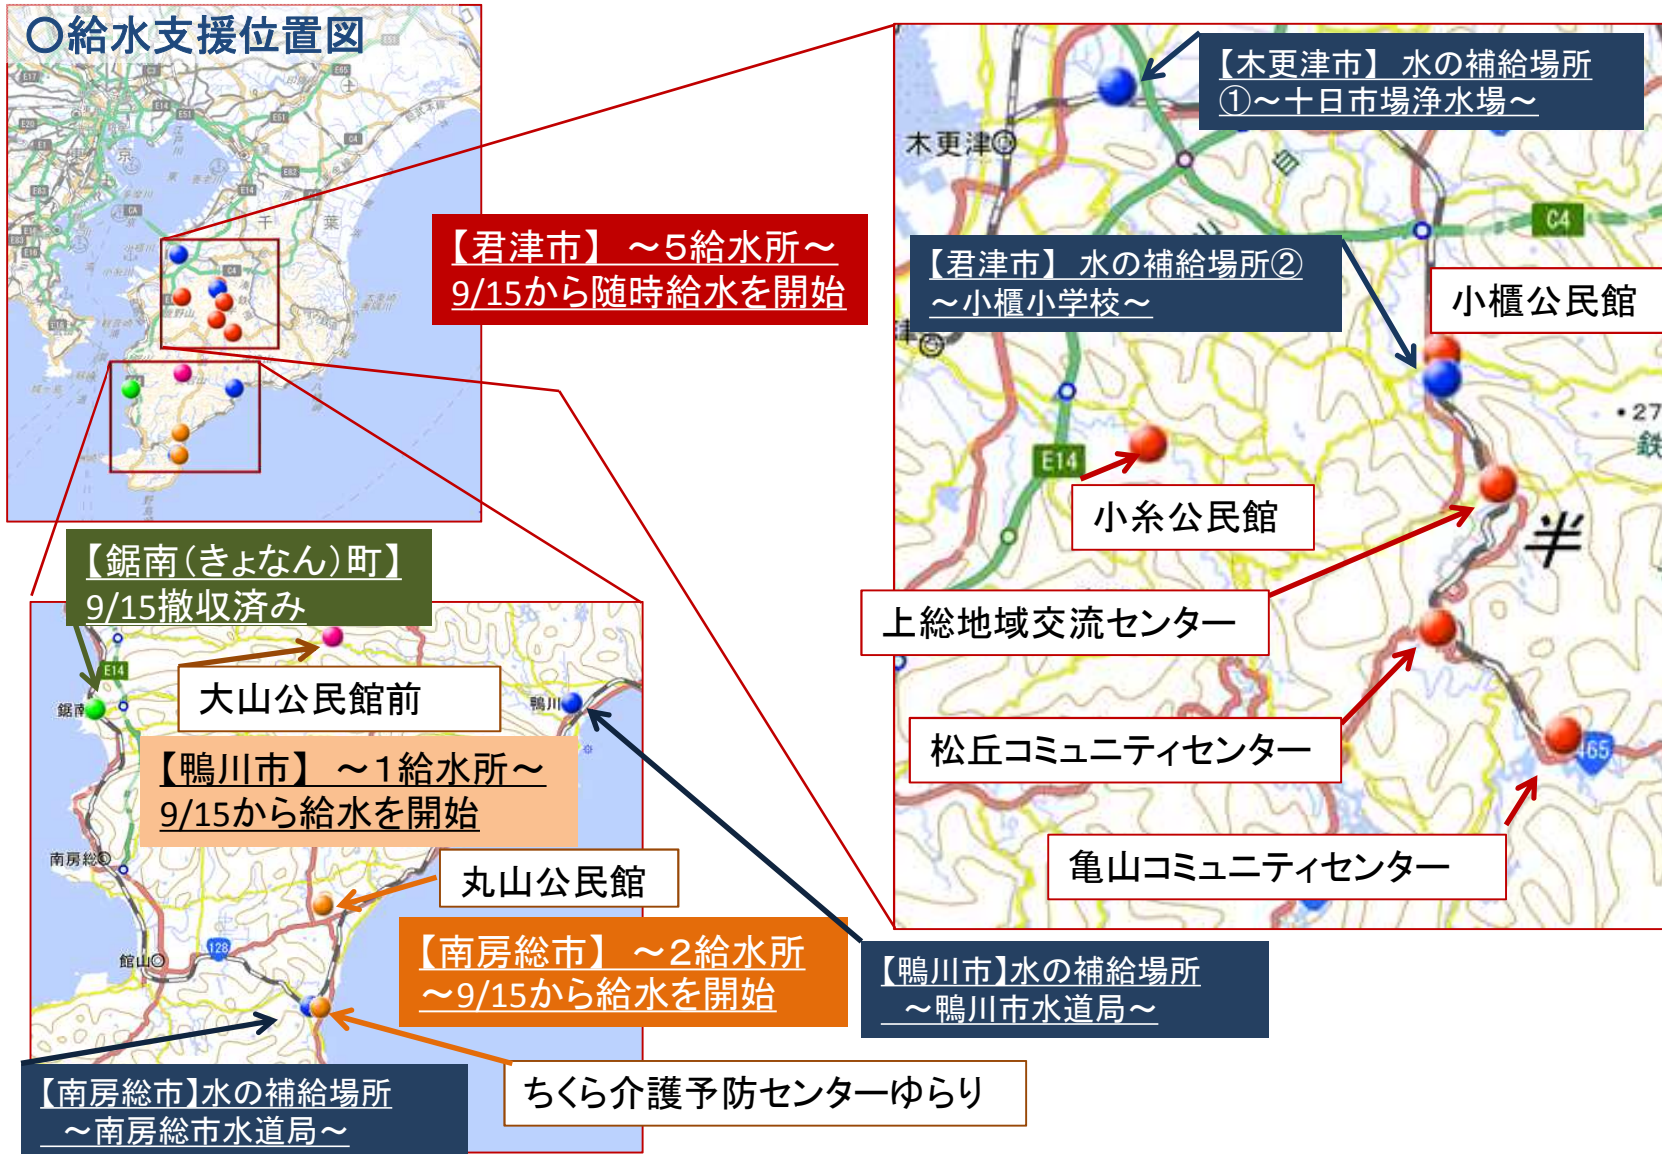 〇給水支援位置図
【君津市】 ～5給水所～
9/15から随時給水を開始
【木更津市】 水の補給場所
①～十日市場浄水場～
木更津
C4
【君津市】 水の補給場所②
～小櫃小学校～
小櫃公民館
津
•27
鉄
E14
小糸公民館
半
上総地域交流センター
松丘コミュニティセンター
465
亀山コミュニティセンター
【鋸南（きょなん）町】
9/15撤収済み
E14
大山公民館前
鋸南
鴨川
【鴨川市】 ～1給水所～
9/15から給水を開始
南房総
丸山公民館
128
館山
【南房総市】 ～2給水所
～9/15から給水を開始
【鴨川市】水の補給場所
～鴨川市水道局～
ちくら介護予防センターゆらり
【南房総市】水の補給場所
～南房総市水道局～